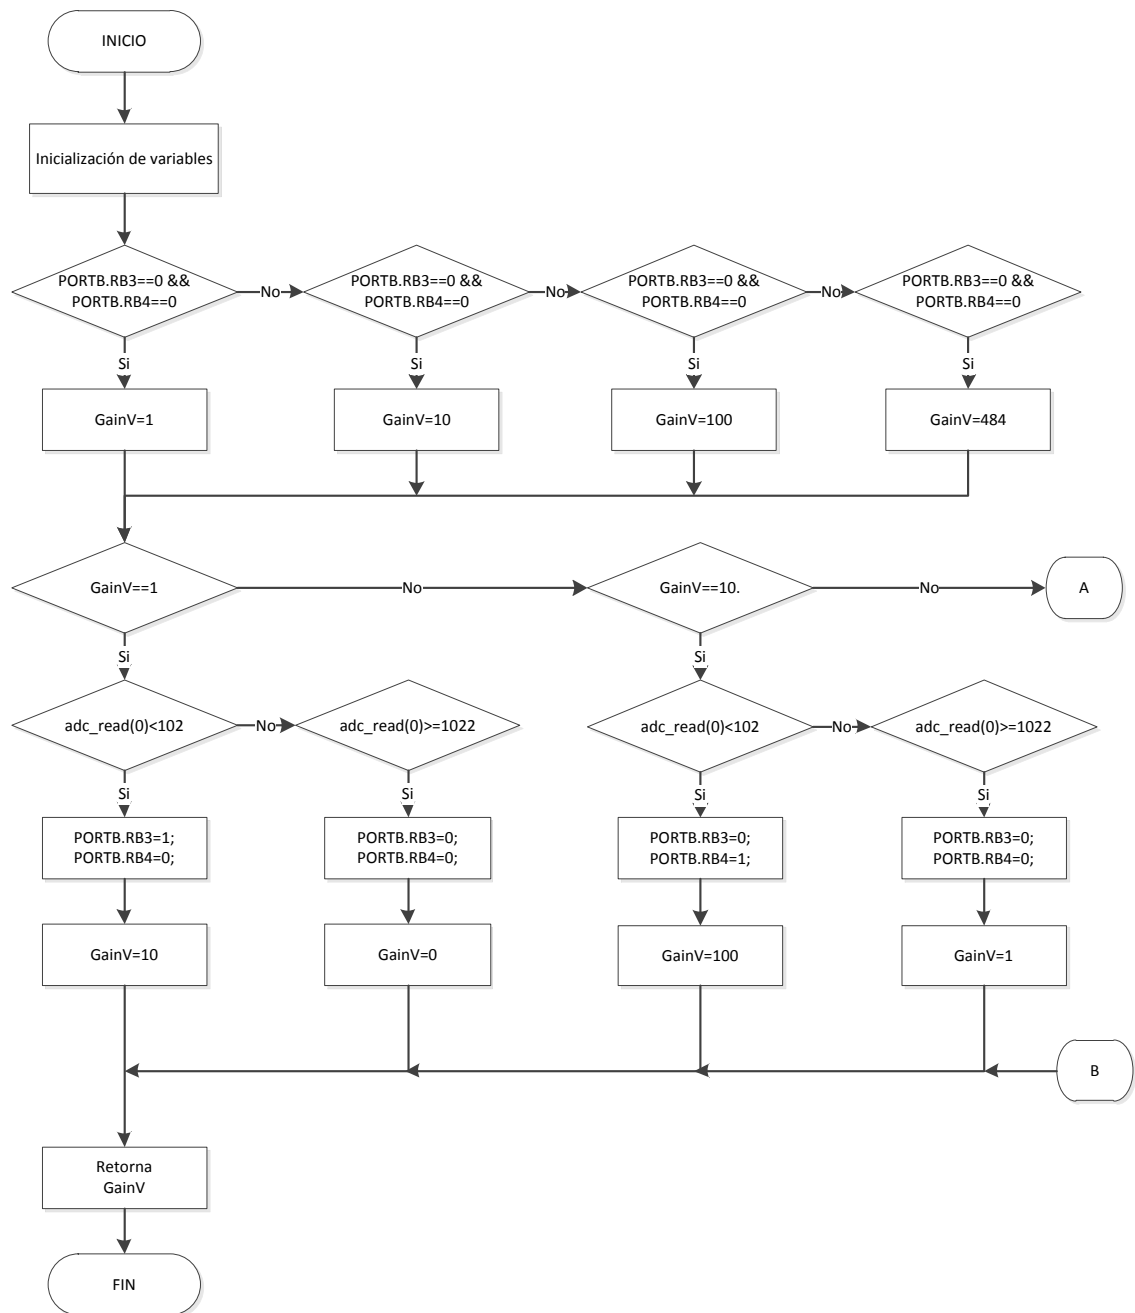 INICIO
Inicialización de variables
PORTB.RB3==0 &&
PORTB.RB4==0
No
PORTB.RB3==0 &&
PORTB.RB4==0
No
PORTB.RB3==0 &&
PORTB.RB4==0
No
PORTB.RB3==0 &&
PORTB.RB4==0
Si
Si
Si
Si
GainV=1
GainV=10
GainV=100
GainV=484
GainV==1
No
GainV==10.
No
A
Si
Si
adc_read(0)<102
No
adc_read(0)>=1022
adc_read(0)<102
No
adc_read(0)>=1022
Si
Si
Si
Si
PORTB.RB3=1;
PORTB.RB4=0;
PORTB.RB3=0;
PORTB.RB4=0;
PORTB.RB3=0;
PORTB.RB4=1;
PORTB.RB3=0;
PORTB.RB4=0;
GainV=10
GainV=0
GainV=100
GainV=1
B
Retorna
GainV
FIN